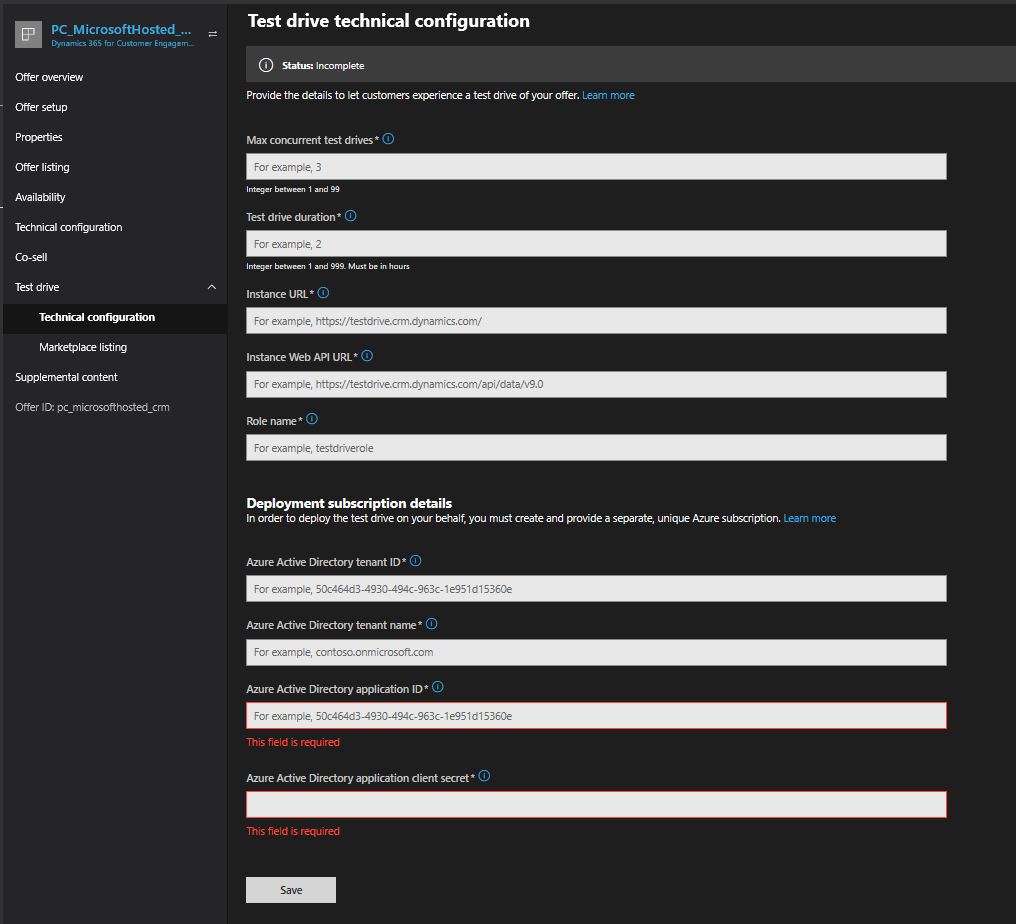 PC_MicrosoftHosted_...
Dynamics 365 for Customer Engagem...
Offer overview
Offer setup
Properties
Offer listing
Availability
Technical configuration
Co-sell
Test drive
Technical configuration
Marketplace listing
Supplemental content
Offer ID: pc_microsofthosted_crm
Test drive technical configuration
Status: Incomplete
Provide the details to let customers experience a test drive of your offer. Learn more
Max concurrent test drives*
For example, 3
Integer between 1 and 99
Test drive duration*
For example, 2
Integer between 1 and 999. Must be in hours
Instance URL*
For example, https://testdrive.crm.dynamics.com/
Instance Web API URL*
For example, https://testdrive.crm.dynamics.com/api/data/v9.0
Role name*
For example, testdriverole
Deployment subscription details
In order to deploy the test drive on your behalf, you must create and provide a separate, unique Azure subscription. Learn more
Azure Active Directory tenant ID*
For example, 50c464d3-4930-494c-963c-1e951d15360e
Azure Active Directory tenant name*
For example, contoso.onmicrosoft.com
Azure Active Directory application ID*
For example, 50c464d3-4930-494c-963c-1e951d15360e
This field is required
Azure Active Directory application client secret*
This field is required
Save